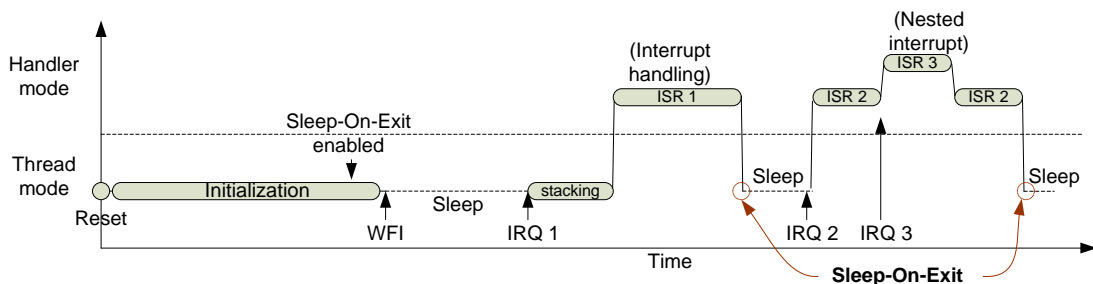 (Nested
interrupt)
(Interrupt
handling)
Handler
mode
ISR 3
ISR 1
ISR 2
ISR 2
Sleep-On-Exit
enabled
Thread
mode
Initialization
stacking
Sleep
Sleep
Sleep
Reset
WFI
IRQ 1
IRQ 2
IRQ 3
Time
Sleep-On-Exit